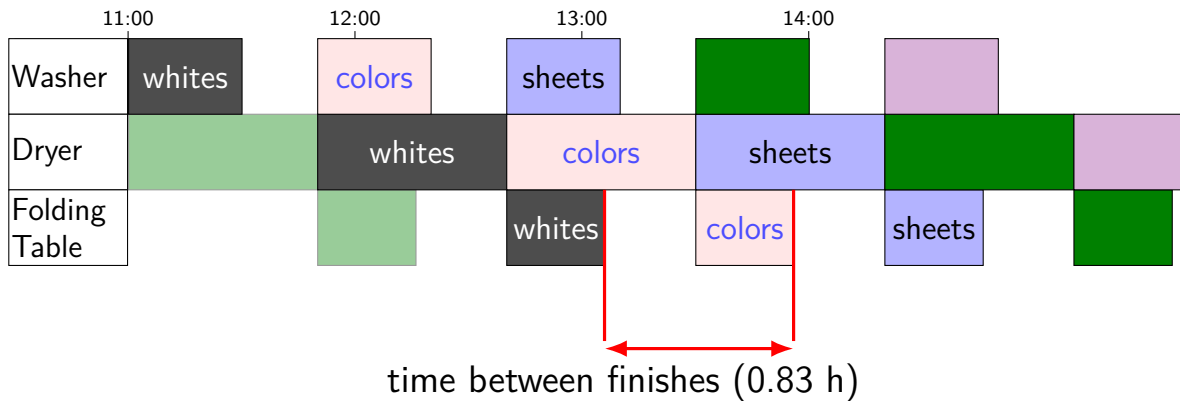 11:00 12:00 13:00 14:00
Washer whites colors sheets
Dryer whites colors sheets
Folding
Table
whites colors sheets
time between finishes (0.83 h)